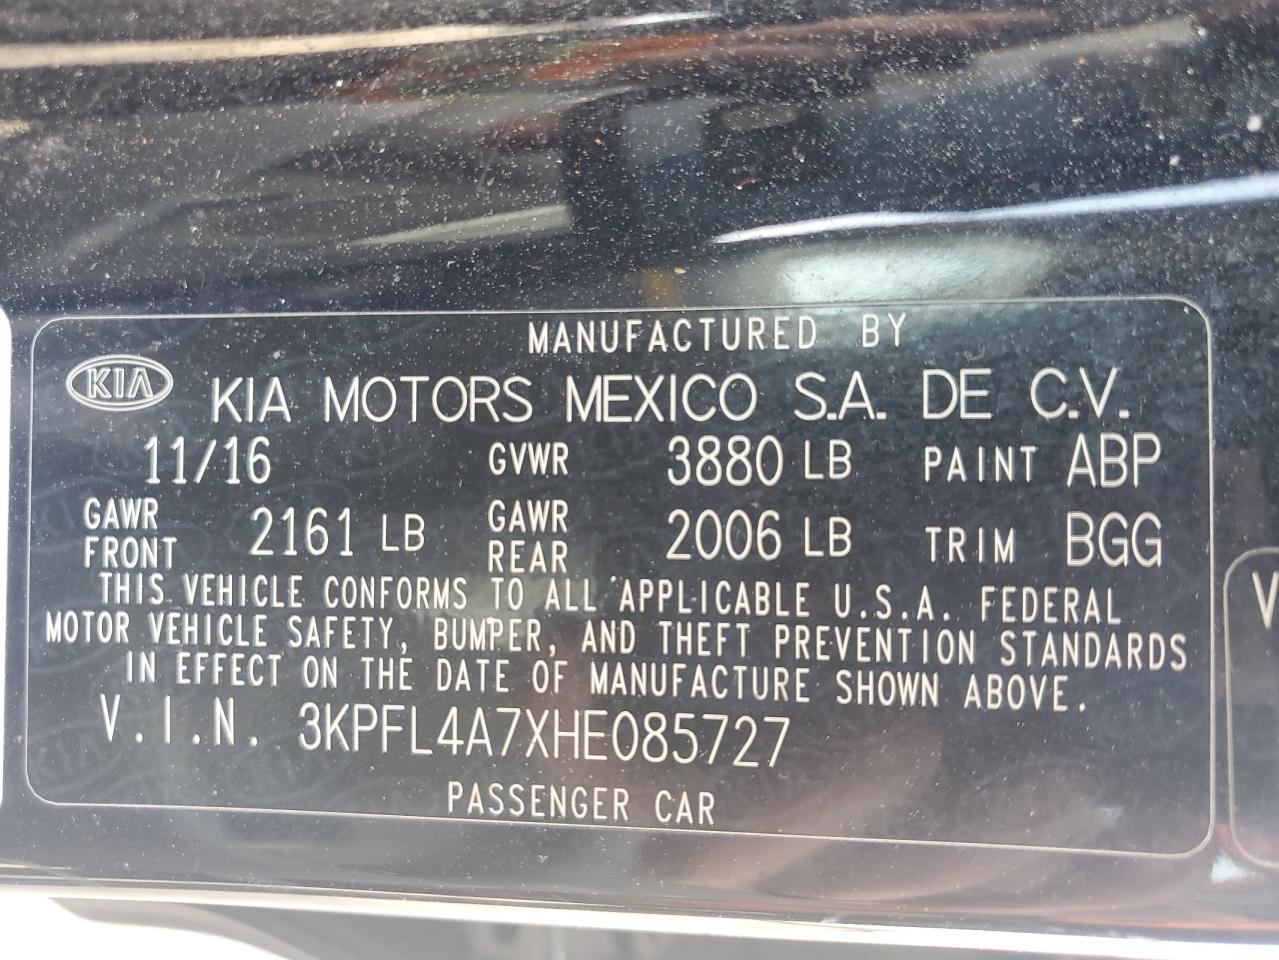 MANUFACTURED BY
KIA KIA MOTORS MEXICO S.A. DE C.V.
11/16 GVWR 3880 LB PAINT ABP
GAWR FRONT 2161 LB GAWR REAR 2006 LB TRIM BGG
THIS VEHICLE CONFORMS TO ALL APPLICABLE U.S.A. FEDERAL
MOTOR VEHICLE SAFETY, BUMPER, AND THEFT PREVENTION STANDARDS
IN EFFECT ON THE DATE OF MANUFACTURE SHOWN ABOVE.
V.I.N. 3KPFL4A7XHE085727
PASSENGER CAR